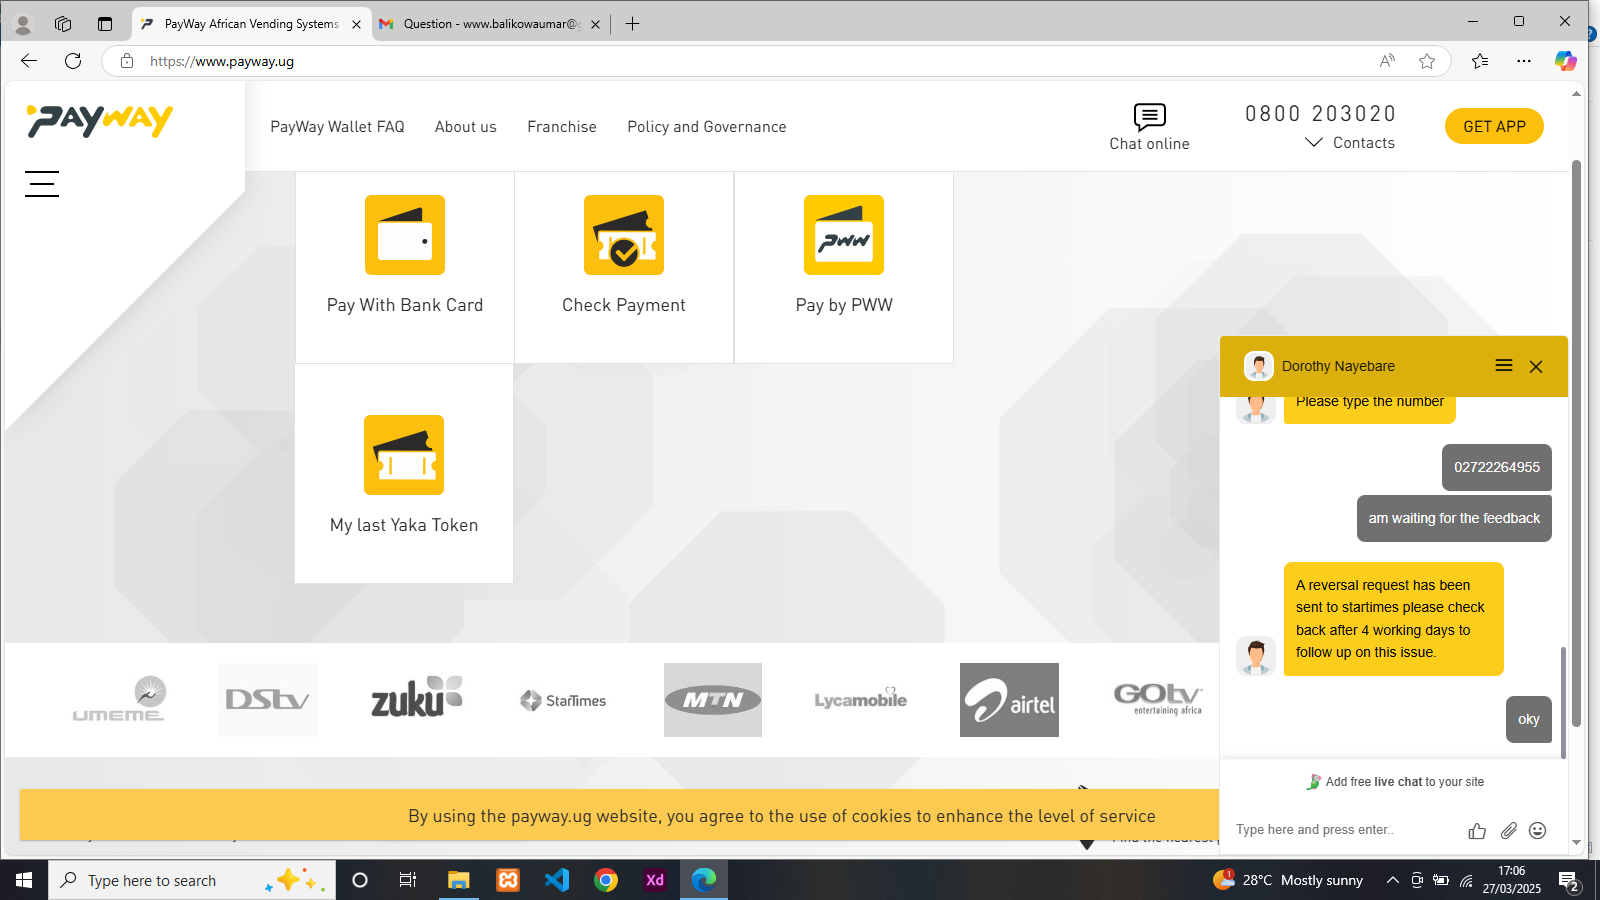 PayWay African Vending Systems
Question - www.balikowaumar@g
https://www.payway.ug
PAYWAY
PayWay Wallet FAQ
About us
Franchise
Policy and Governance
Chat online
0800 203020
Contacts
GET APP
Pay With Bank Card
Check Payment
PWW
Pay by PWW
My last Yaka Token
Dorothy Nayebare
Please type the number
02722264955
am waiting for the feedback
A reversal request has been
sent to startimes please check
back after 4 working days to
follow up on this issue.
oky
Add free live chat to your site
Type here and press enter..
UMEME
DStv
zuku
StarTimes
MTN
Lycamobile
airtel
GOtv
entertaining africa
By using the payway.ug website, you agree to the use of cookies to enhance the level of service
Type here to search
Xd
1
28°C Mostly sunny
17:06
27/03/2025
2